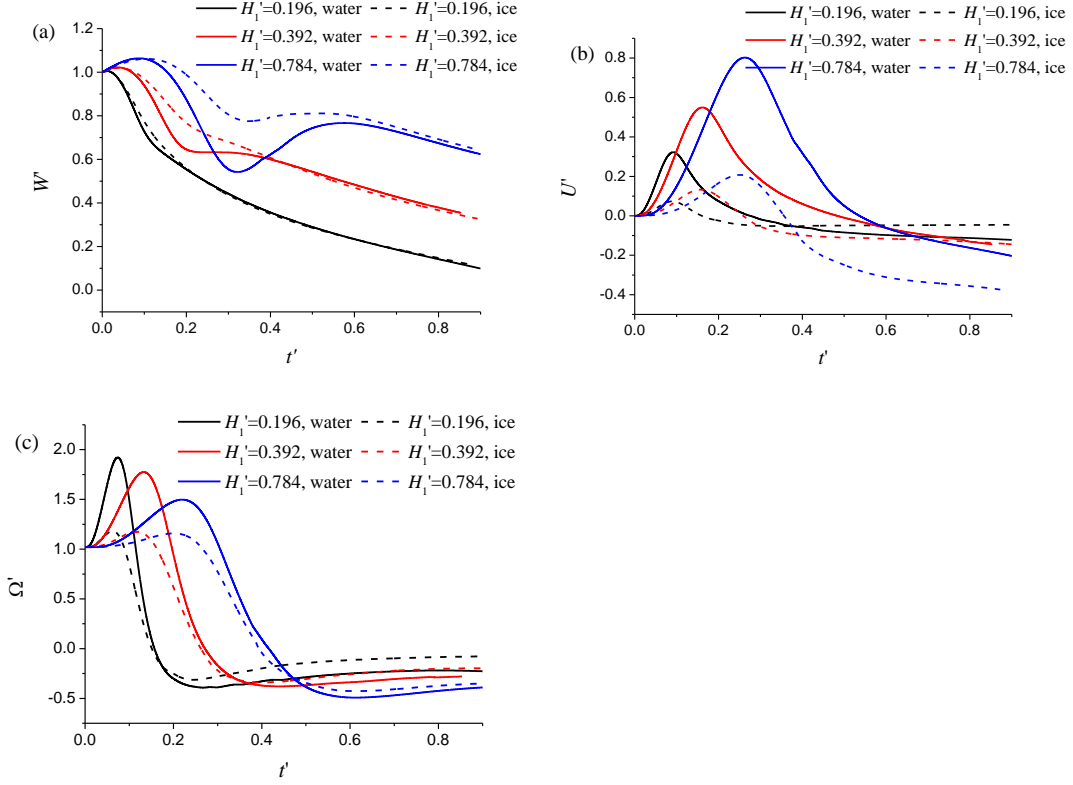 H₁'=0.196, water H₁'=0.196, ice
(a) H₁'=0.392, water H₁'=0.392, ice
H₁'=0.784, water H₁'=0.784, ice
1.2
1.0
0.8
0.6
0.4
0.2
0.0
W'
0.0 0.2 0.4 0.6 0.8
t'
H₁'=0.196, water H₁'=0.196, ice
(b) H₁'=0.392, water H₁'=0.392, ice
H₁'=0.784, water H₁'=0.784, ice
0.8
0.6
0.4
0.2
0.0
-0.2
-0.4
U'
0.0 0.2 0.4 0.6 0.8
t'
H₁'=0.196, water H₁'=0.196, ice
(c) H₁'=0.392, water H₁'=0.392, ice
H₁'=0.784, water H₁'=0.784, ice
2.0
1.5
1.0
0.5
0.0
-0.5
Ω'
0.0 0.2 0.4 0.6 0.8
t'